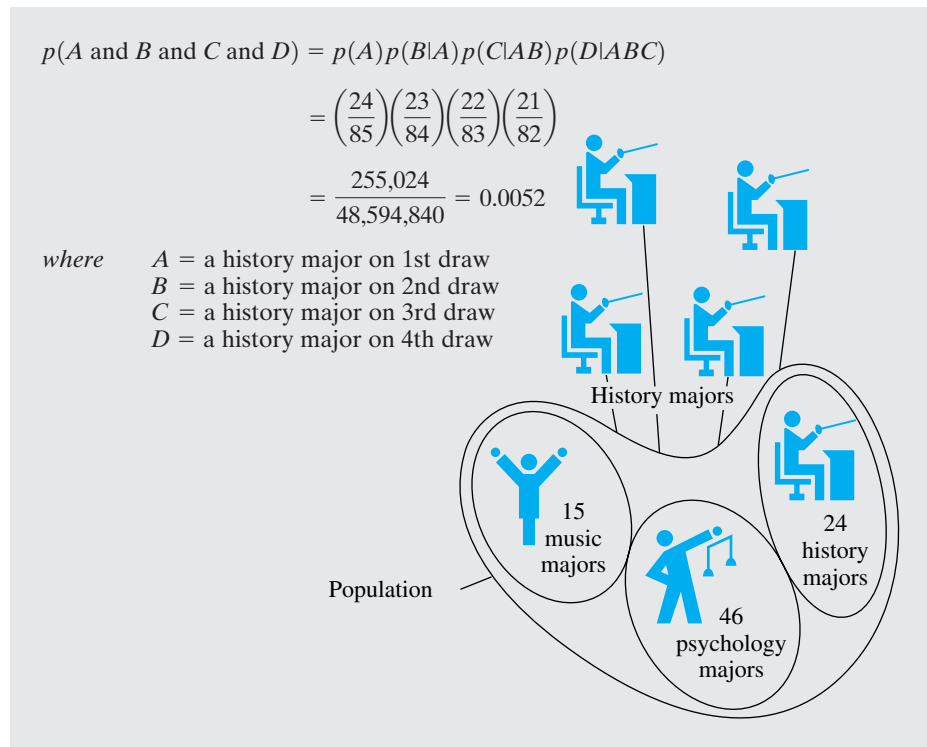 p(A and B and C and D) = p(A)p(B|A)p(C|AB)p(D|ABC)
= (24/85)(23/84)(22/83)(21/82)
= 255,024/48,594,840 = 0.0052
where A = a history major on 1st draw
B = a history major on 2nd draw
C = a history major on 3rd draw
D = a history major on 4th draw
History majors
15
music
majors
24
history
majors
Population
46
psychology
majors